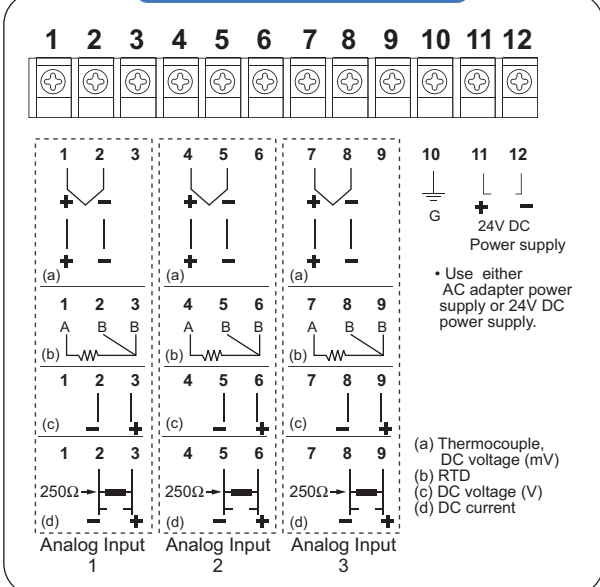 1 2 3 4 5 6 7 8 9 10 11 12
1 2 3 4 5 6 7 8 9 10 11 12
+ − + − + − G + −
24V DC
Power supply
+ − + − + −
(a) (a) (a)
• Use either
AC adapter power
supply or 24V DC
power supply.
1 2 3 4 5 6 7 8 9
A B B A B B A B B
(b) (b) (b)
1 2 3 4 5 6 7 8 9
(c) − + (c) − + (c) − +
1 2 3 4 5 6 7 8 9
250Ω 250Ω 250Ω
(d) − + (d) − + (d) − +
(a) Thermocouple,
DC voltage (mV)
(b) RTD
(c) DC voltage (V)
(d) DC current
Analog Input
1
Analog Input
2
Analog Input
3